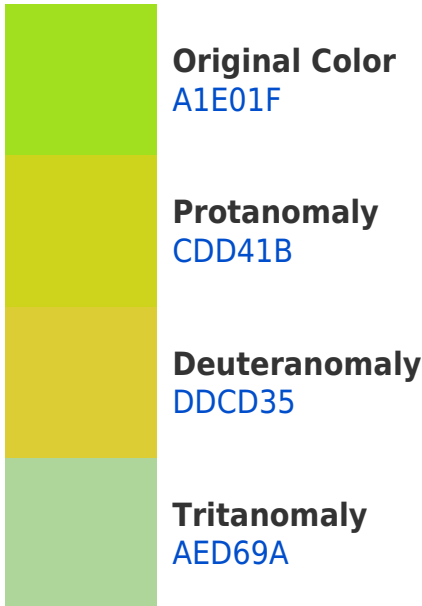 Original Color
A1E01F
Protanomaly
CDD41B
Deuteranomaly
DDCD35
Tritanomaly
AED69A